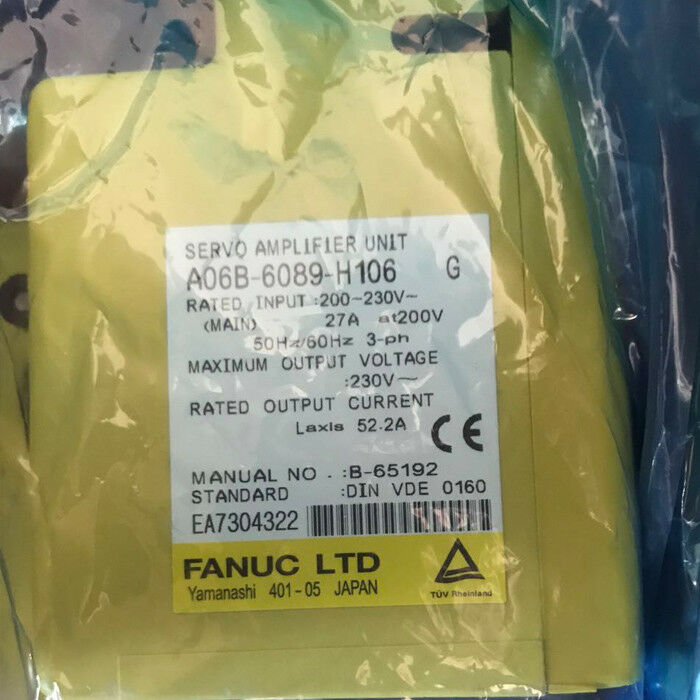 SERVO AMPLIFIER UNIT
A06B-6089-H106 G
RATED INPUT :200~230V~
(MAIN) 27A at200V
50Hz/60Hz 3-ph
MAXIMUM OUTPUT VOLTAGE
:230V~
RATED OUTPUT CURRENT
Laxis 52.2A
CE
MANUAL NO .:B-65192
STANDARD :DIN VDE 0160
EA7304322
FANUC LTD
Yamanashi 401-05 JAPAN
TÜV Rheinland